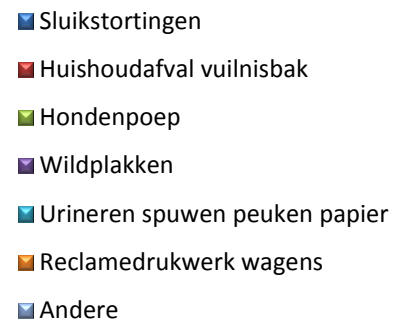 Sluikstortingen
Huishoudafval vuilnisbak
Hondenpoep
Wildplakken
Urineren spuwen peuken papier
Reclamedrukwerk wagens
Andere